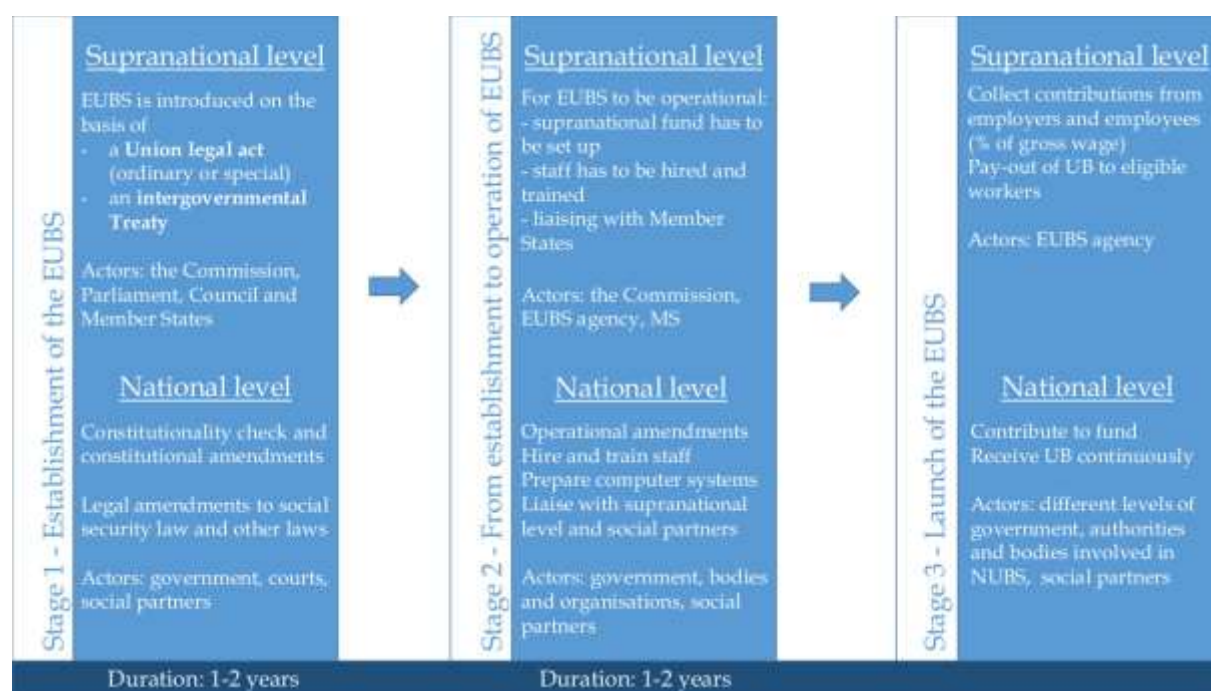 Stage 1 - Establishment of the EUBS
Supranational level
EUBS is introduced on the
basis of
- a Union legal act
(ordinary or special)
- an intergovernmental
Treaty
Actors: the Commission,
Parliament, Council and
Member States
National level
Constitutionality check and
constitutional amendments
Legal amendments to social
security law and other laws
Actors: government, courts,
social partners
Duration: 1-2 years
Stage 2 - From establishment to operation of EUBS
Supranational level
For EUBS to be operational:
- supranational fund has to
be set up
- staff has to be hired and
trained
- liaising with Member
States
Actors: the Commission,
EUBS agency, MS
National level
Operational amendments
Hire and train staff
Prepare computer systems
Liaise with supranational
level and social partners
Actors: government, bodies
and organisations, social
partners
Duration: 1-2 years
Stage 3 - Launch of the EUBS
Supranational level
Collect contributions from
employers and employees
(% of gross wage)
Pay-out of UB to eligible
workers
Actors: EUBS agency
National level
Contribute to fund
Receive UB continuously
Actors: different levels of
government, authorities
and bodies involved in
NUBS, social partners